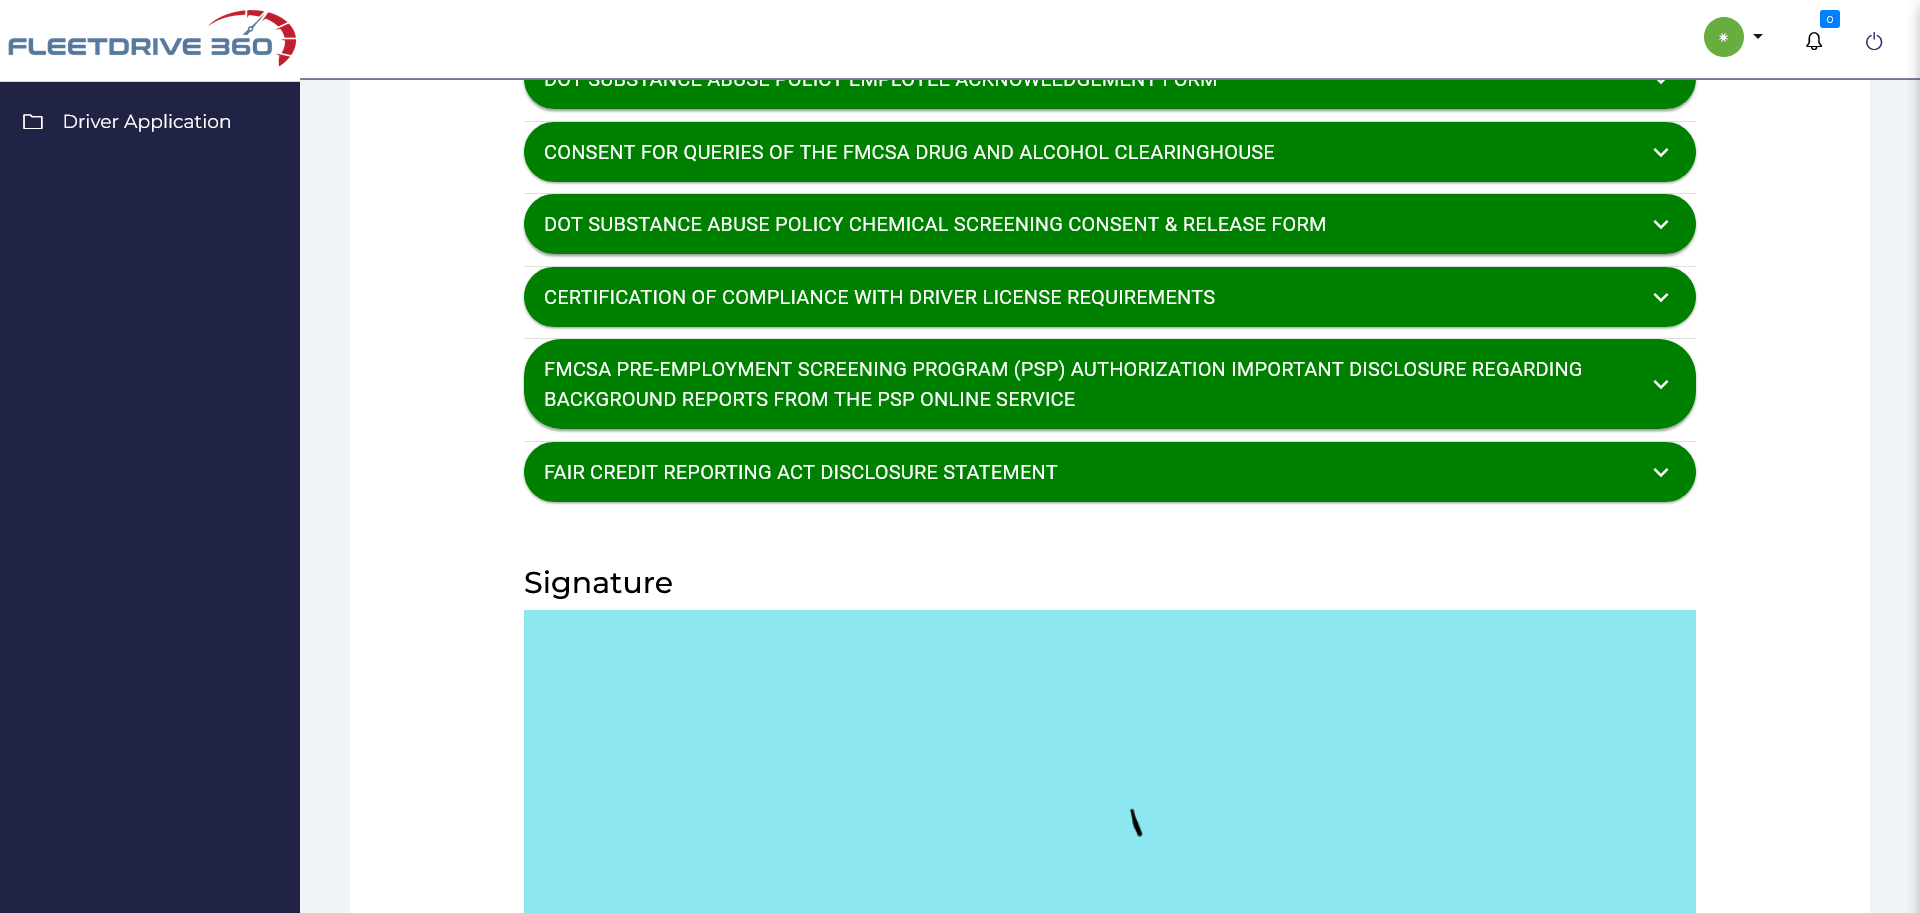 FLEETDRIVE 360
0
Driver Application
DOT SUBSTANCE ABUSE POLICY EMPLOYEE ACKNOWLEDGEMENT FORM
CONSENT FOR QUERIES OF THE FMCSA DRUG AND ALCOHOL CLEARINGHOUSE
DOT SUBSTANCE ABUSE POLICY CHEMICAL SCREENING CONSENT & RELEASE FORM
CERTIFICATION OF COMPLIANCE WITH DRIVER LICENSE REQUIREMENTS
FMCSA PRE-EMPLOYMENT SCREENING PROGRAM (PSP) AUTHORIZATION IMPORTANT DISCLOSURE REGARDING
BACKGROUND REPORTS FROM THE PSP ONLINE SERVICE
FAIR CREDIT REPORTING ACT DISCLOSURE STATEMENT
Signature